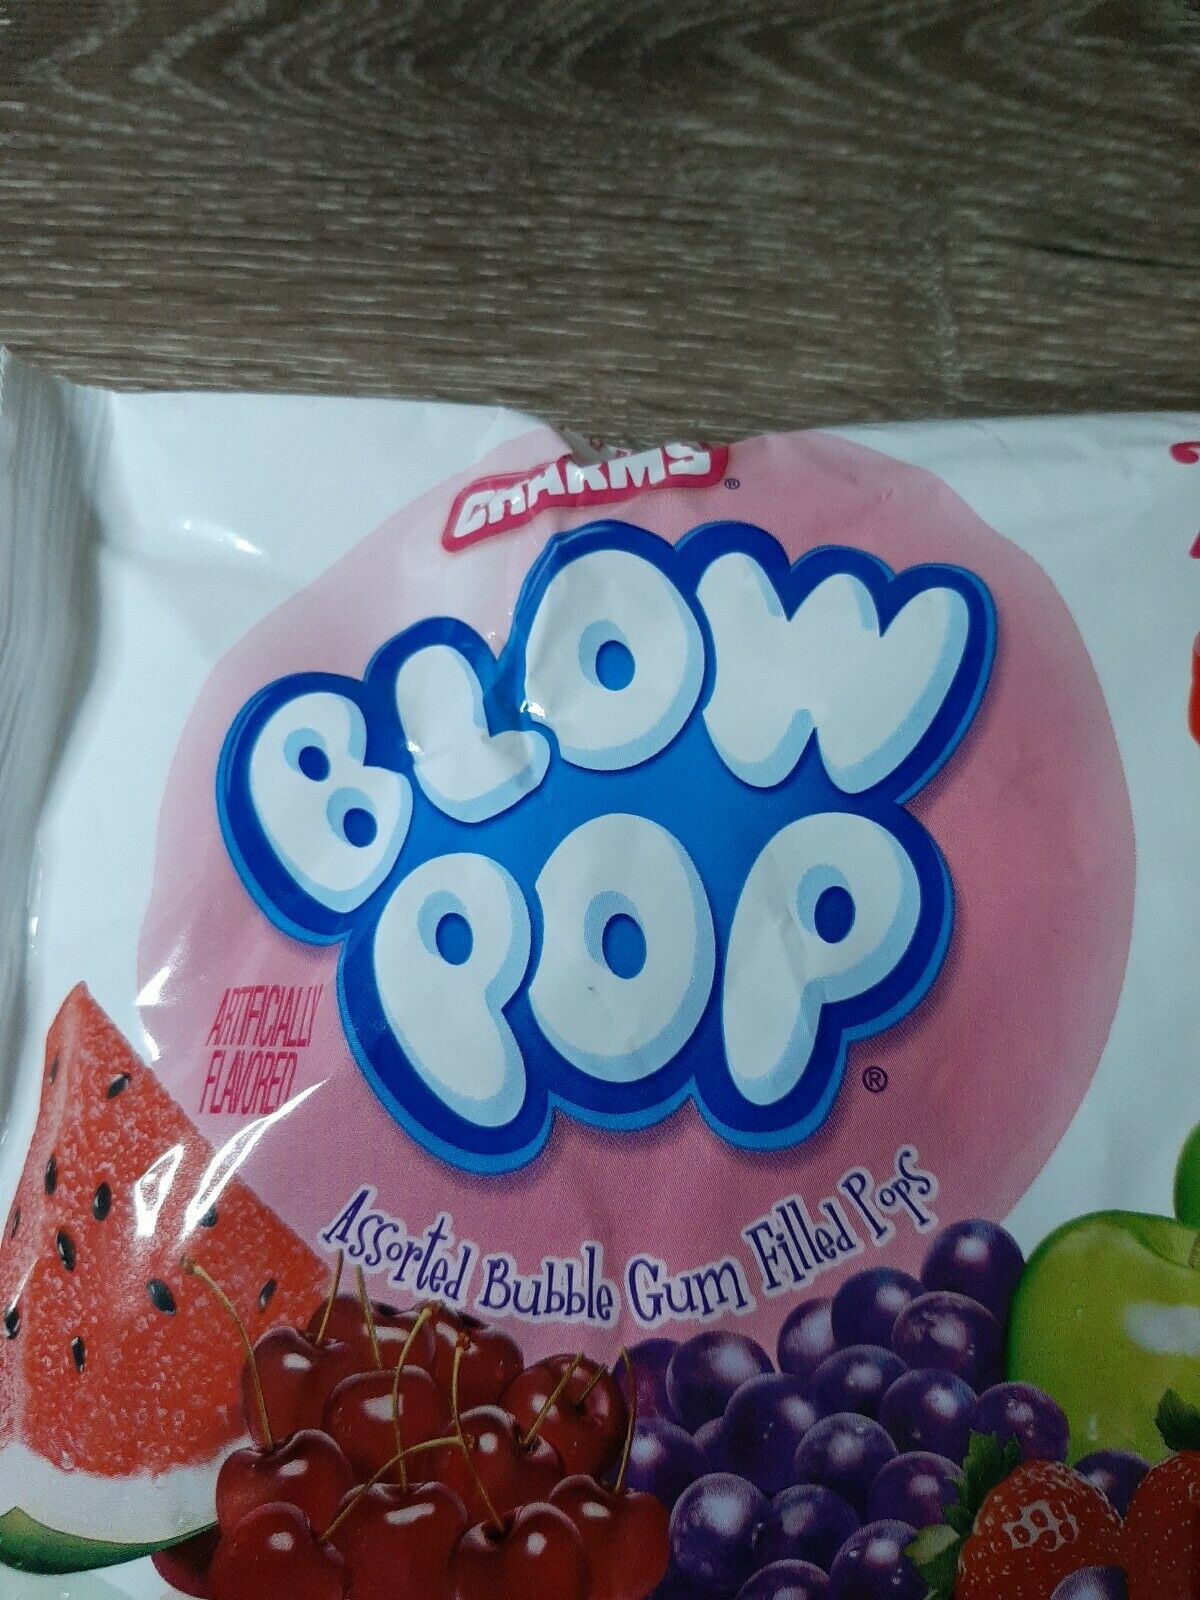 CHARMS®
BLOW
POP®
ARTIFICIALLY
FLAVORED
Assorted Bubble Gum Filled Pops